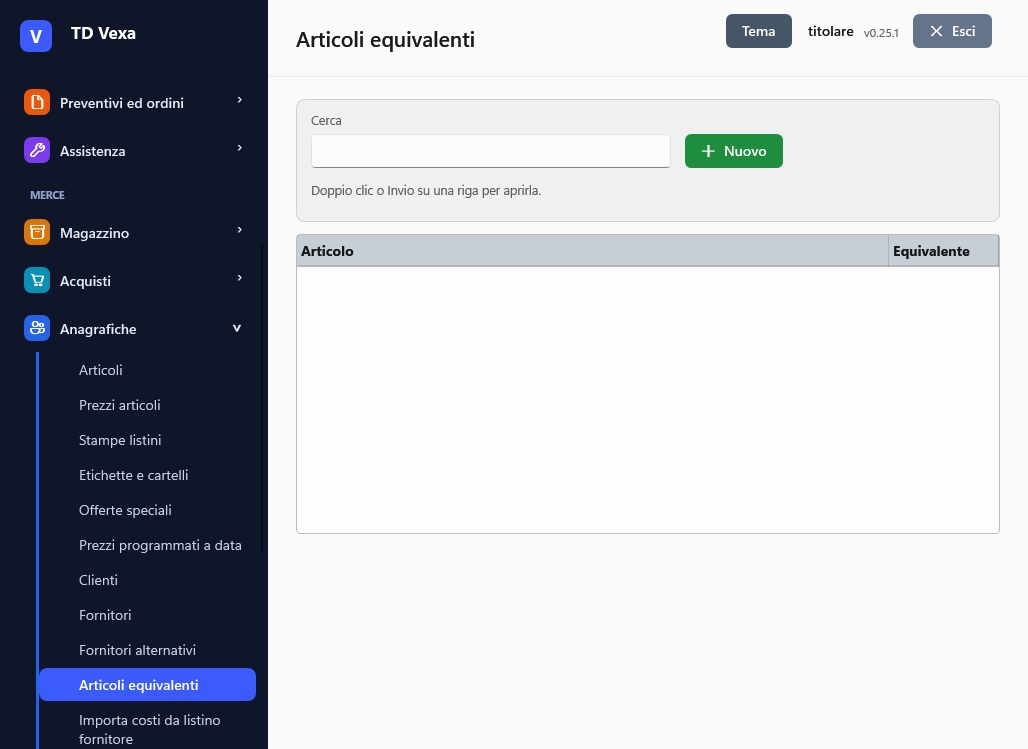 V
TD Vexa
Preventivi ed ordini
Assistenza
MERCE
Magazzino
Acquisti
Anagrafiche
Articoli
Prezzi articoli
Stampe listini
Etichette e cartelli
Offerte speciali
Prezzi programmati a data
Clienti
Fornitori
Fornitori alternativi
Articoli equivalenti
Importa costi da listino
fornitore
Articoli equivalenti
Tema
titolare
v0.25.1
Esci
Cerca
Nuovo
Doppio clic o Invio su una riga per aprirla.
Articolo
Equivalente